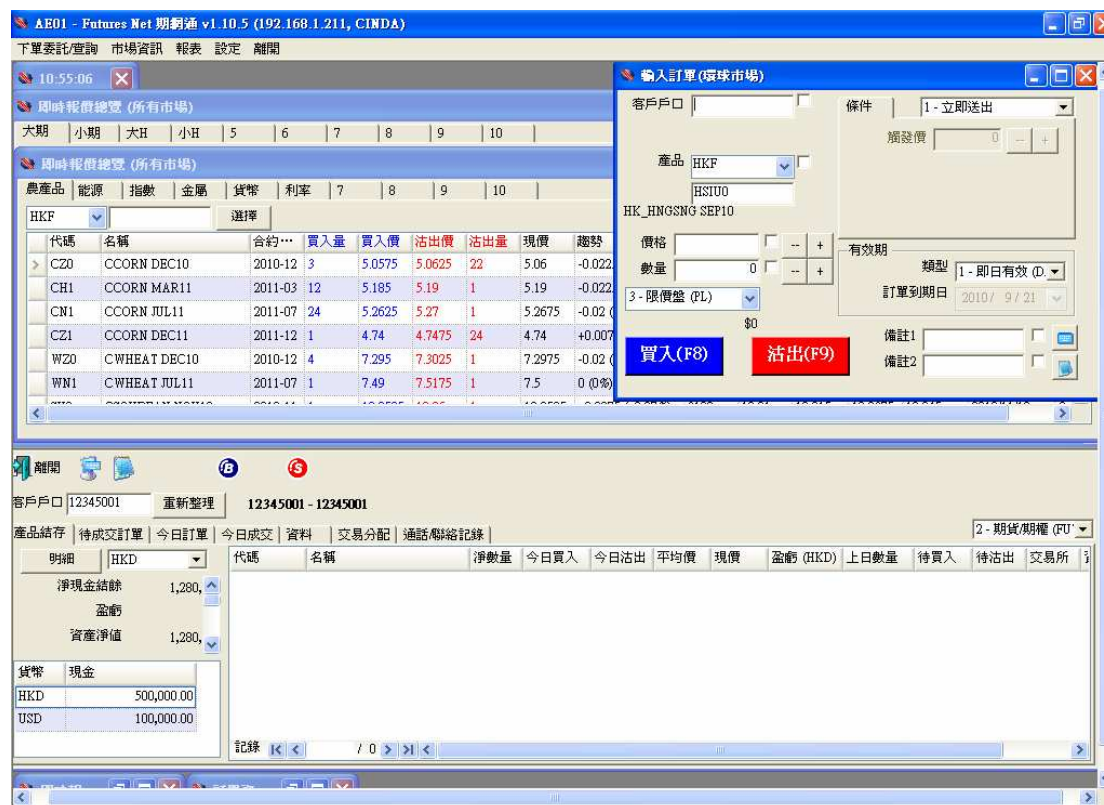 AE01 - Futures Net 期網通 v1.10.5 (192.168.1.211, CINDA)
下單委託/查詢 市場資訊 報表 設定 離開
10:55:06
即時報價總覽 (所有市場)
大期 小期 大H 小H 5 6 7 8 9 10
即時報價總覽 (所有市場)
農產品 能源 指數 金屬 貨幣 利率 7 8 9 10
HKF 選擇
代碼 名稱 合約… 買入量 買入價 沽出價 沽出量 現價 趨勢
CZ0 CCORN DEC10 2010-12 3 5.0575 5.0625 22 5.06 -0.022
CH1 CCORN MAR11 2011-03 12 5.185 5.19 1 5.19 -0.022
CN1 CCORN JUL11 2011-07 24 5.2625 5.27 1 5.2675 -0.02 (
CZ1 CCORN DEC11 2011-12 1 4.74 4.7475 24 4.74 +0.007
WZ0 CWHEAT DEC10 2010-12 4 7.295 7.3025 1 7.2975 -0.02 (
WN1 CWHEAT JUL11 2011-07 1 7.49 7.5175 1 7.5 0 (0%)
輸入訂單(環球市場)
客戶戶口
條件 1 - 立即送出
觸發價 0 -- +
產品 HKF
HSIU0
HK_HNGSNG SEP10
價格 -- +
數量 0 -- +
3 - 限價盤 (PL)
$0
買入(F8) 沽出(F9)
有效期
類型 1 - 即日有效 (D.
訂單到期日 2010/ 9/21
備註1
備註2
離開 B S
客戶戶口 12345001 重新整理 12345001 - 12345001
產品結存 待成交訂單 今日訂單 今日成交 資料 交易分配 通話/聯絡記錄 2 - 期貨/期權 (FU
明細 HKD
代碼 名稱 淨數量 今日買入 今日沽出 平均價 現價 盈虧 (HKD) 上日數量 待買入 待沽出 交易所
淨現金結餘 1,280,
盈虧
資產淨值 1,280,
貨幣 現金
HKD 500,000.00
USD 100,000.00
記錄 / 0